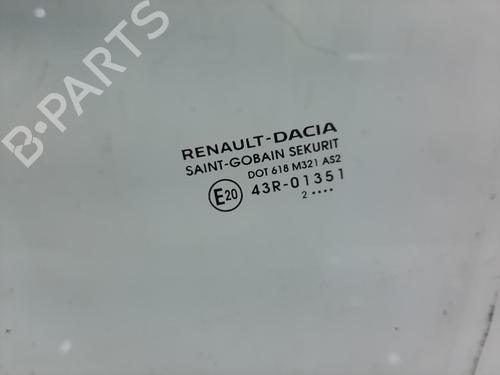 B-PARTS
RENAULT-DACIA
SAINT-GOBAIN SEKURIT
DOT 618 M321 AS2
E20 43R-01351
2 ••••